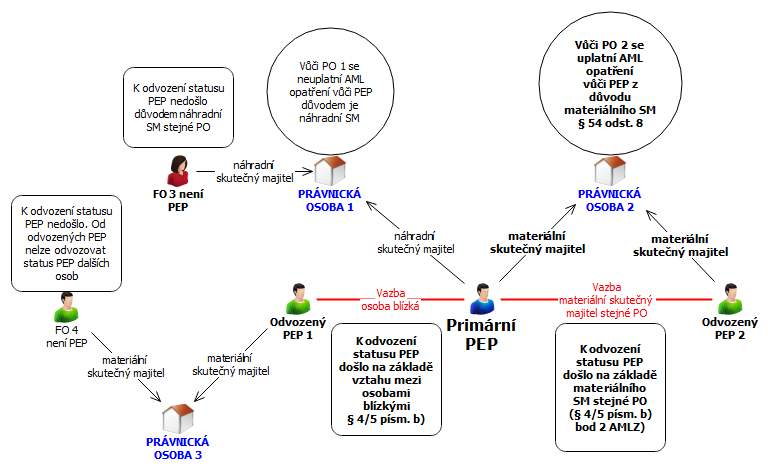 Vůči PO 1 se
neuplatní AML
opatření vůči PEP
důvodem je
náhradní SM
Vůči PO 2 se
uplatní AML
opatření
vůči PEP z
důvodu
materiálního SM
§ 54 odst. 8
K odvození statusu
PEP nedošlo
důvodem náhradní
SM stejné PO
FO 3 není
PEP
náhradní
skutečný majitel
PRÁVNICKÁ
OSOBA 1
PRÁVNICKÁ
OSOBA 2
K odvození statusu
PEP nedošlo. Od
odvozených PEP
nelze odvozovat
status PEP dalších
osob
náhradní
skutečný majitel
materiální
skutečný majitel
materiální
skutečný majitel
FO 4
není PEP
Odvozený
PEP 1
Vazba
osoba blízká
Primární
PEP
Vazba
materiální skutečný
majitel stejné PO
Odvozený
PEP 2
materiální
skutečný majitel
materiální
skutečný majitel
K odvození
statusu PEP
došlo na základě
vztahu mezi
osobami
blízkými
§ 4/5 písm. b)
K odvození
statusu PEP
došlo na základě
materiálního
SM stejné PO
(§ 4/5 písm. b)
bod 2 AMLZ)
PRÁVNICKÁ
OSOBA 3